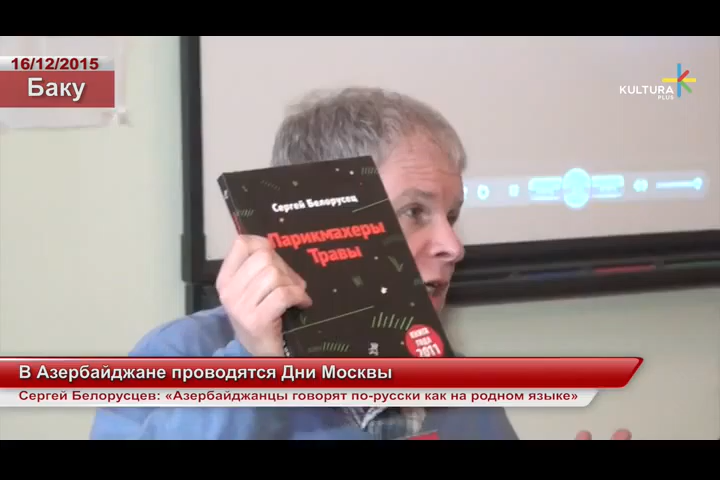 16/12/2015
Баку
KULTURA
PLUS
Сергей Белорусец
Парикмахеры
Травы
КНИГА
ГОДА
2011
В Азербайджане проводятся Дни Москвы
Сергей Белорусцев: «Азербайджанцы говорят по-русски как на родном языке»